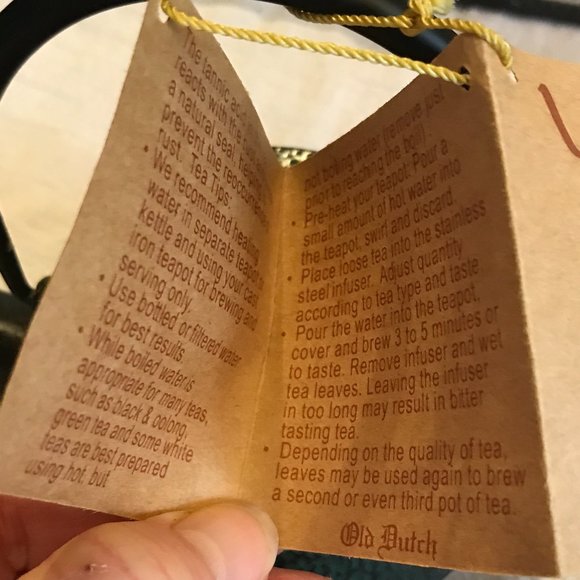 The tannic
reacts with the
a natural seal.
prevent the
rust. Tea Tips:
• We recommend
water in separate
kettle and using your cast
iron teapot for brewing and
serving only.
• Use bottled or filtered water
for best results.
• While boiled water is
appropriate for many teas,
such as black & oolong,
green tea and some white
teas are best prepared
using hot, but
not boiling water (remove just
prior to reaching the boil).
• Pre-heat your teapot: Pour a
small amount of hot water into
the teapot, swirl and discard.
• Place loose tea into the stainless
steel infuser. Adjust quantity
according to tea type and taste.
• Pour the water into the teapot,
cover and brew 3 to 5 minutes or
to taste. Remove infuser and wet
tea leaves. Leaving the infuser
in too long may result in bitter
tasting tea.
• Depending on the quality of tea,
leaves may be used again to brew
a second or even third pot of tea.
Old Dutch